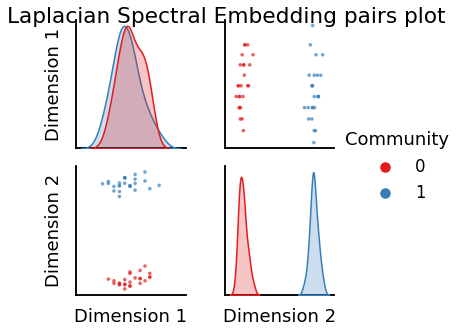 Laplacian Spectral Embedding pairs plot
Dimension 1
Community
0
1
Dimension 2
Dimension 1
Dimension 2